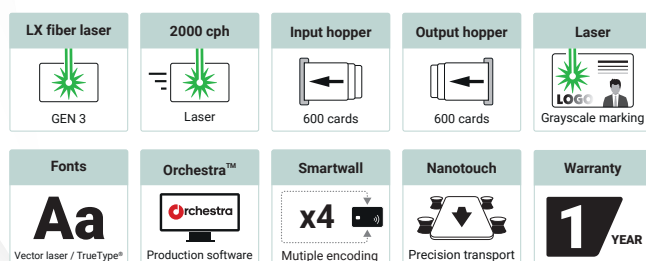 LX fiber laser
GEN 3
2000 cph
Laser
Input hopper
600 cards
Output hopper
600 cards
Laser
LOGO
Grayscale marking
Fonts
Aa
Vector laser / TrueType®
Orchestra™
Orchestra
Production software
Smartwall
x4
Mutiple encoding
Nanotouch
Precision transport
Warranty
1 YEAR